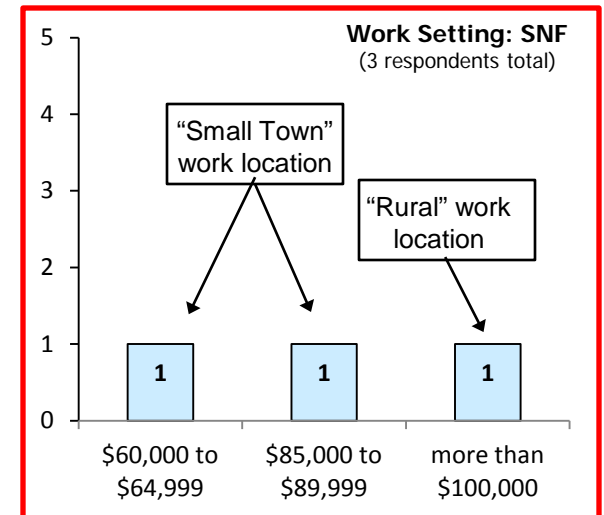 Work Setting: SNF
(3 respondents total)
5
4
3
2
1
0
“Small Town”
work location
“Rural” work
location
1
1
1
$60,000 to
$64,999
$85,000 to
$89,999
more than
$100,000